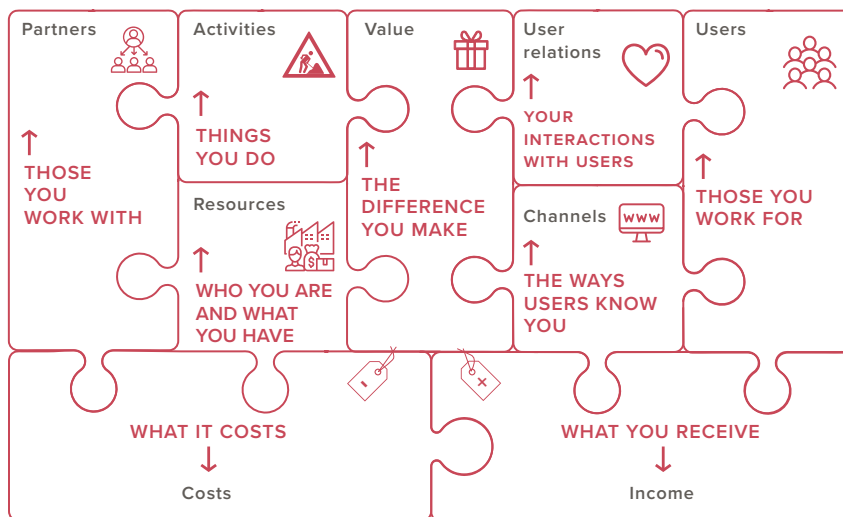 Partners
THOSE
YOU
WORK WITH
Activities
THINGS
YOU DO
Resources
WHO YOU ARE
AND WHAT
YOU HAVE
Value
THE
DIFFERENCE
YOU MAKE
User
relations
YOUR
INTERACTIONS
WITH USERS
Channels
www
THE WAYS
USERS KNOW
YOU
Users
THOSE YOU
WORK FOR
-
+
WHAT IT COSTS
Costs
WHAT YOU RECEIVE
Income